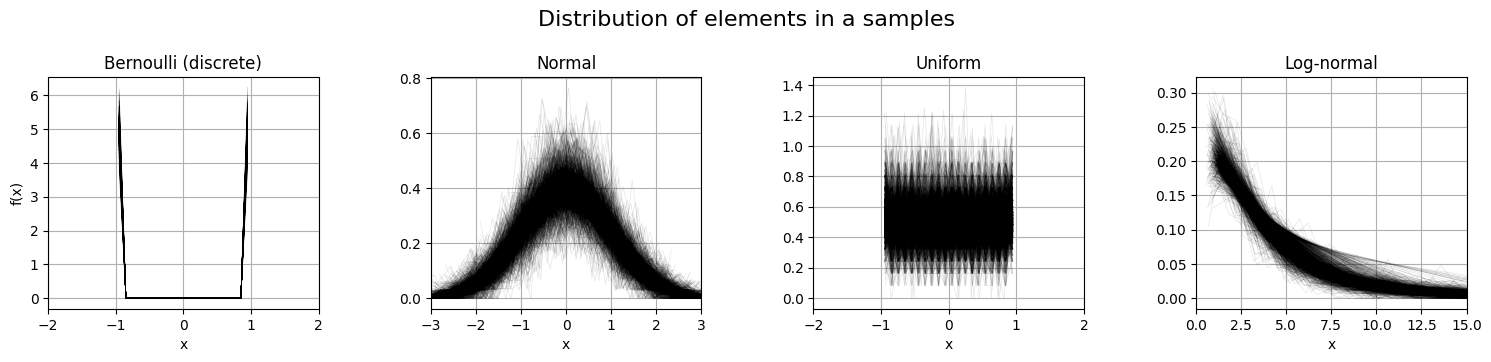 Distribution of elements in a samples
Bernoulli (discrete)
f(x)
6
5
4
3
2
1
0
−2 −1 0 1 2
x
Normal
0.8
0.6
0.4
0.2
0.0
−3 −2 −1 0 1 2 3
x
Uniform
1.4
1.2
1.0
0.8
0.6
0.4
0.2
0.0
−2 −1 0 1 2
x
Log-normal
0.30
0.25
0.20
0.15
0.10
0.05
0.00
0.0 2.5 5.0 7.5 10.0 12.5 15.0
x